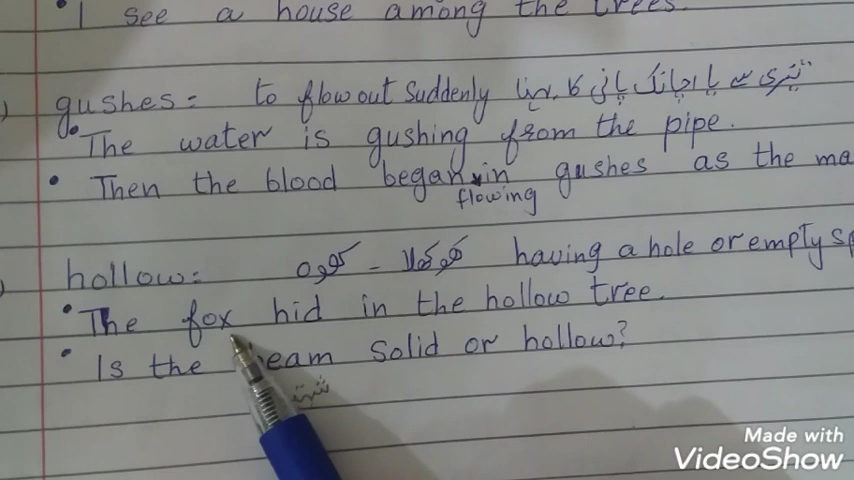 • I see a house among the trees.
gushes: to flow out suddenly تیزی سے یا اچانک پانی کا بہنا
• The water is gushing from the pipe.
• Then the blood began flowing in gushes as the ma
hollow: کھوکھلا - having a hole or empty sp
• The fox hid in the hollow tree.
• Is the eam solid or hollow?
Made with
VideoShow